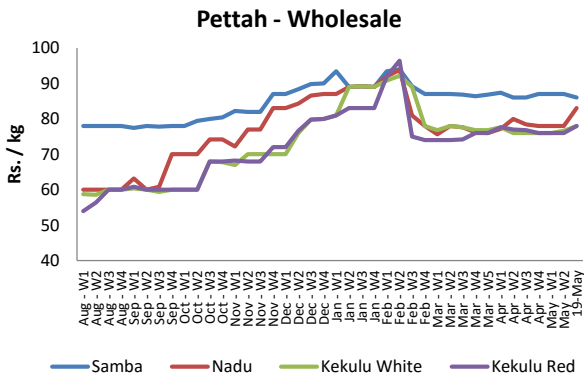 Pettah - Wholesale
Rs. / kg
100
90
80
70
60
50
40
Aug - W1
Aug - W2
Aug - W3
Aug - W4
Sep - W1
Sep - W2
Sep - W3
Sep - W4
Oct - W1
Oct - W2
Oct - W3
Oct - W4
Nov - W1
Nov - W2
Nov - W3
Nov - W4
Dec - W1
Dec - W2
Dec - W3
Dec - W4
Jan - W1
Jan - W2
Jan - W3
Jan - W4
Feb - W1
Feb - W2
Feb - W3
Feb - W4
Mar - W1
Mar - W2
Mar - W3
Mar - W4
Mar - W5
Apr - W1
Apr - W2
Apr - W3
Apr - W4
May - W1
May - W2
19-May
Samba
Nadu
Kekulu White
Kekulu Red